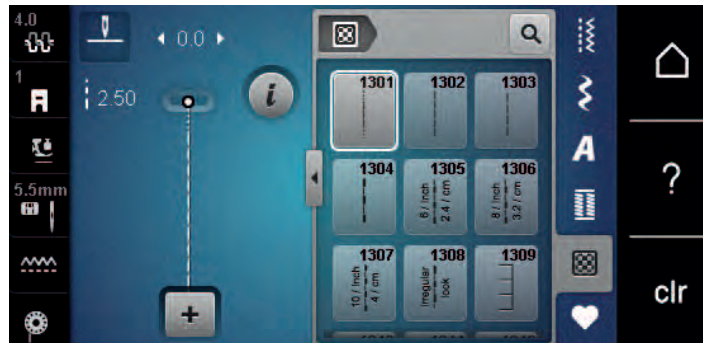 4.0
1
5.5mm
0.0
2.50
i
+
1301
1302
1303
1304
1305
6 / Inch
2.4 / cm
1306
8 / Inch
3.2 / cm
1307
10 / Inch
4 / cm
1308
Irregular
look
1309
A
?
clr